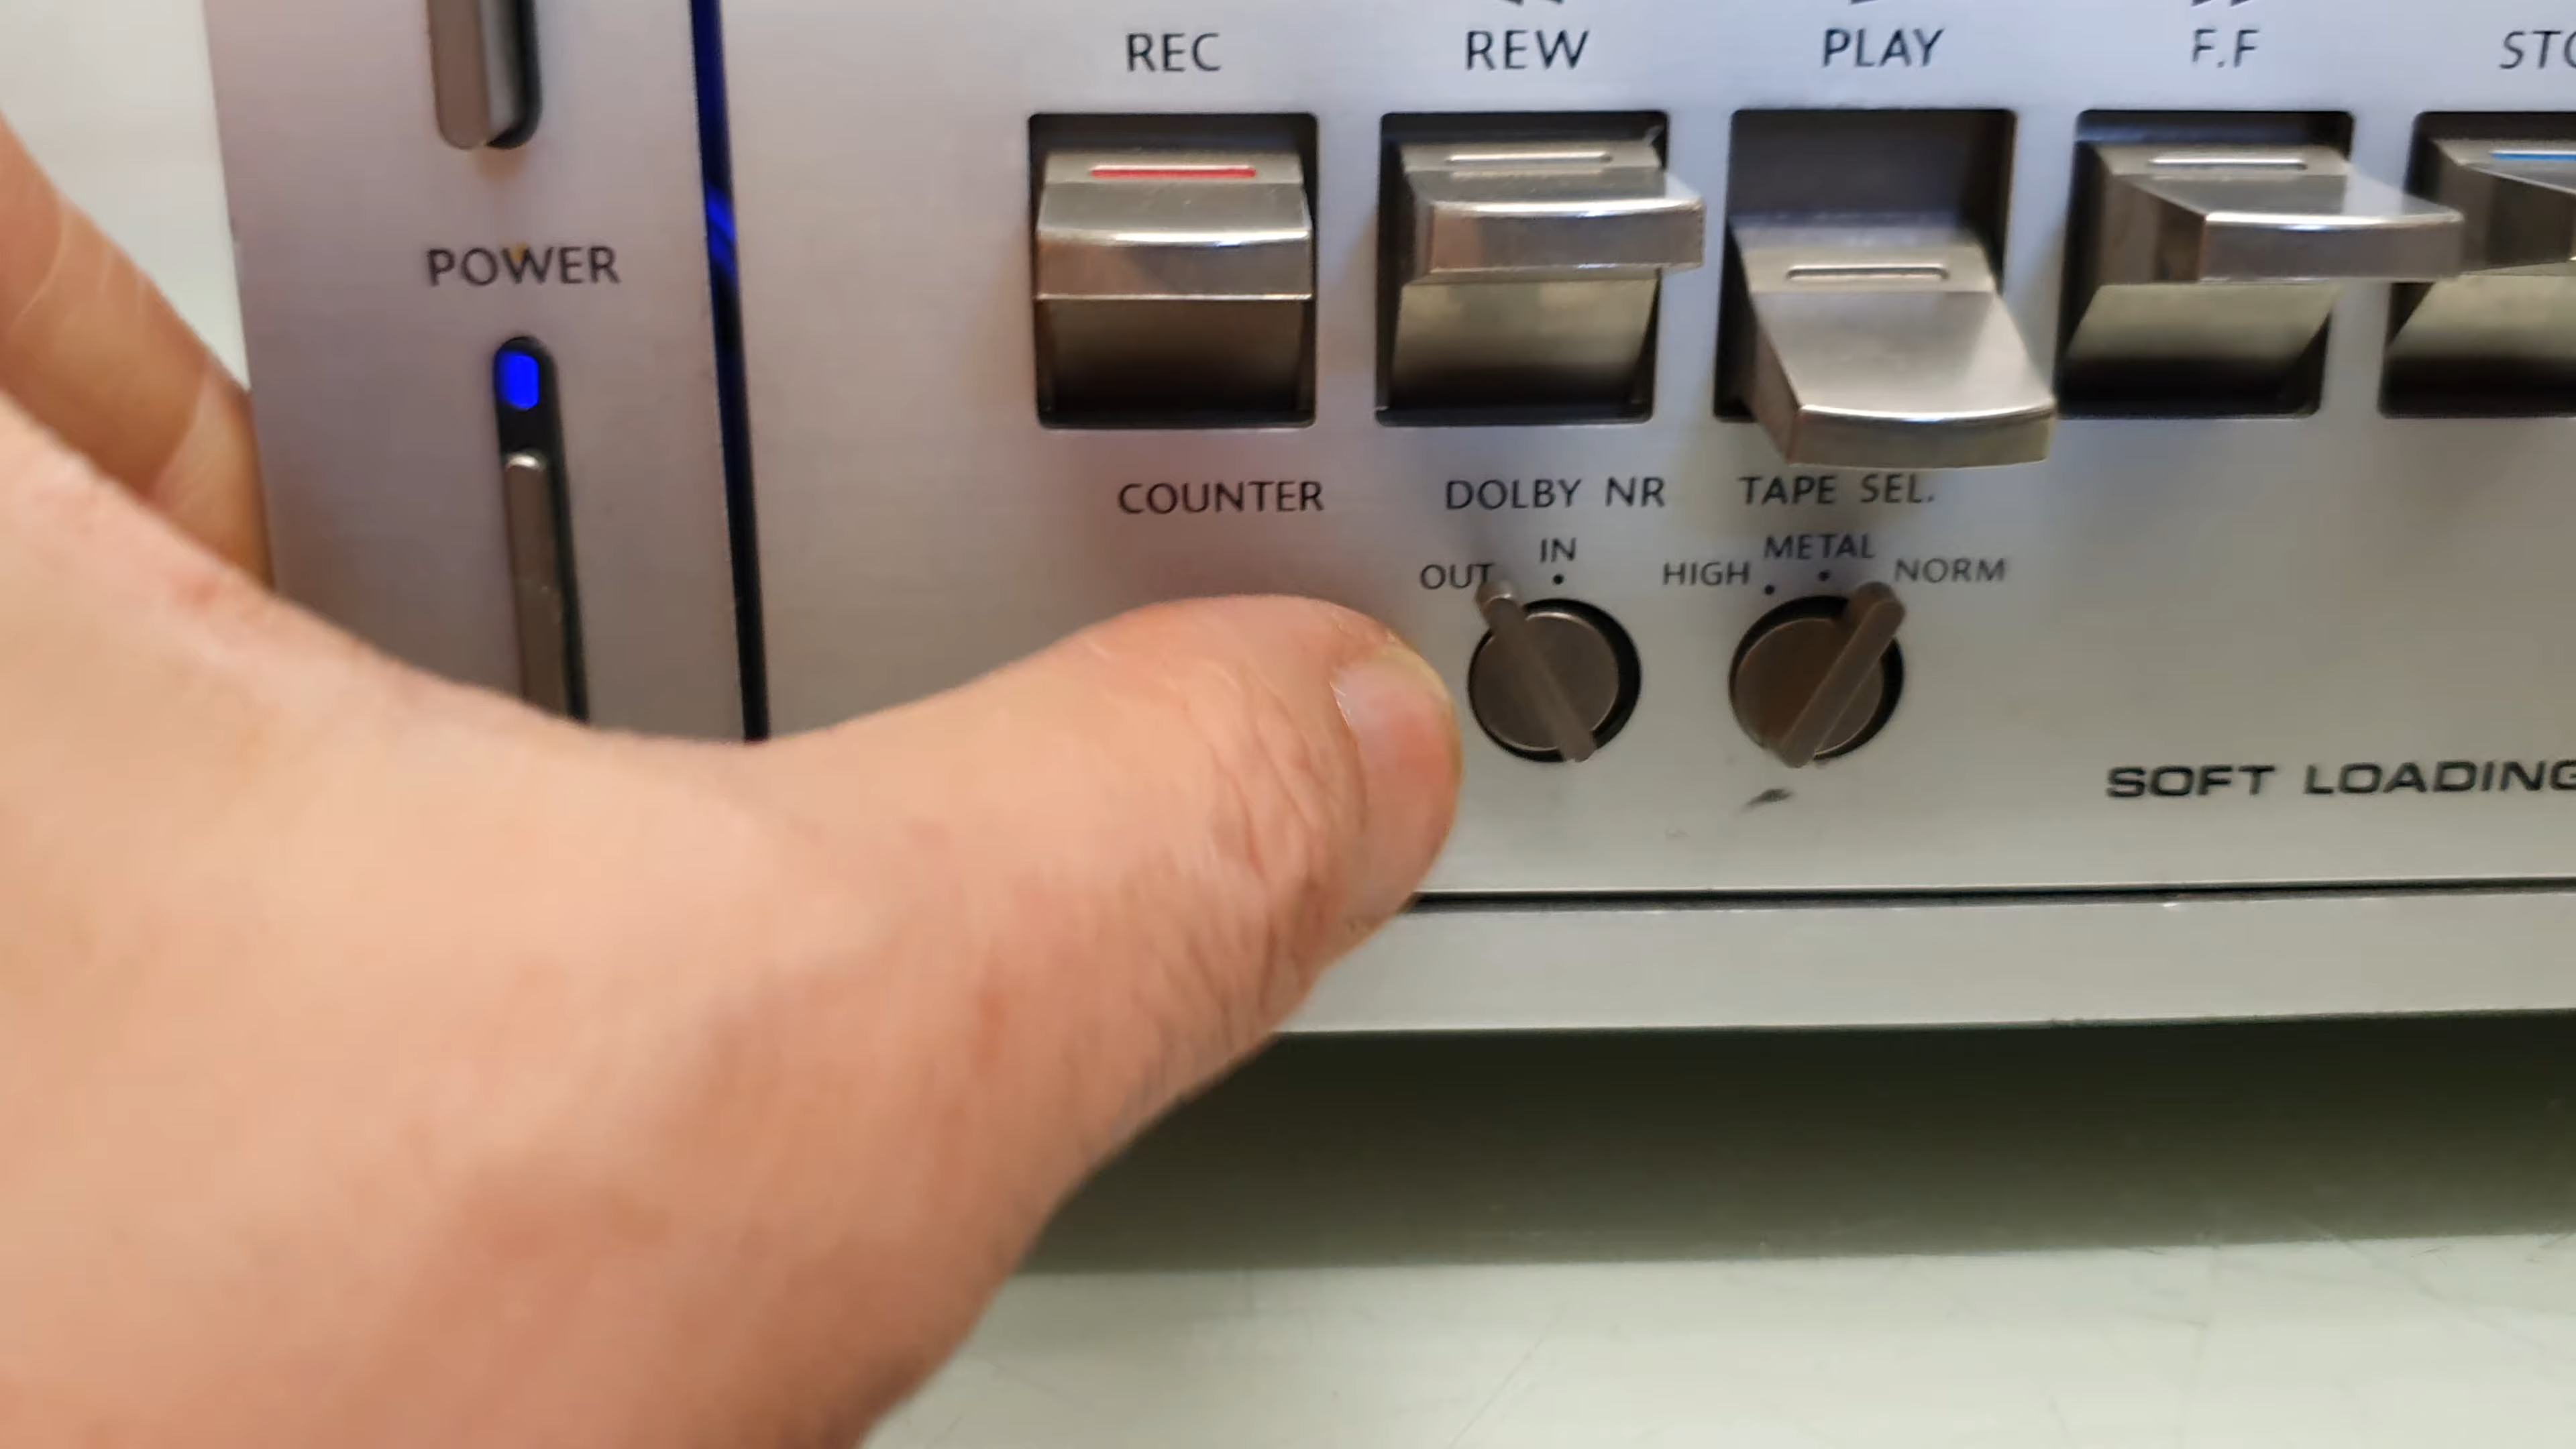 REC REW PLAY F.F
POWER
COUNTER DOLBY NR TAPE SEL.
OUT IN HIGH METAL NORM
SOFT LOADING